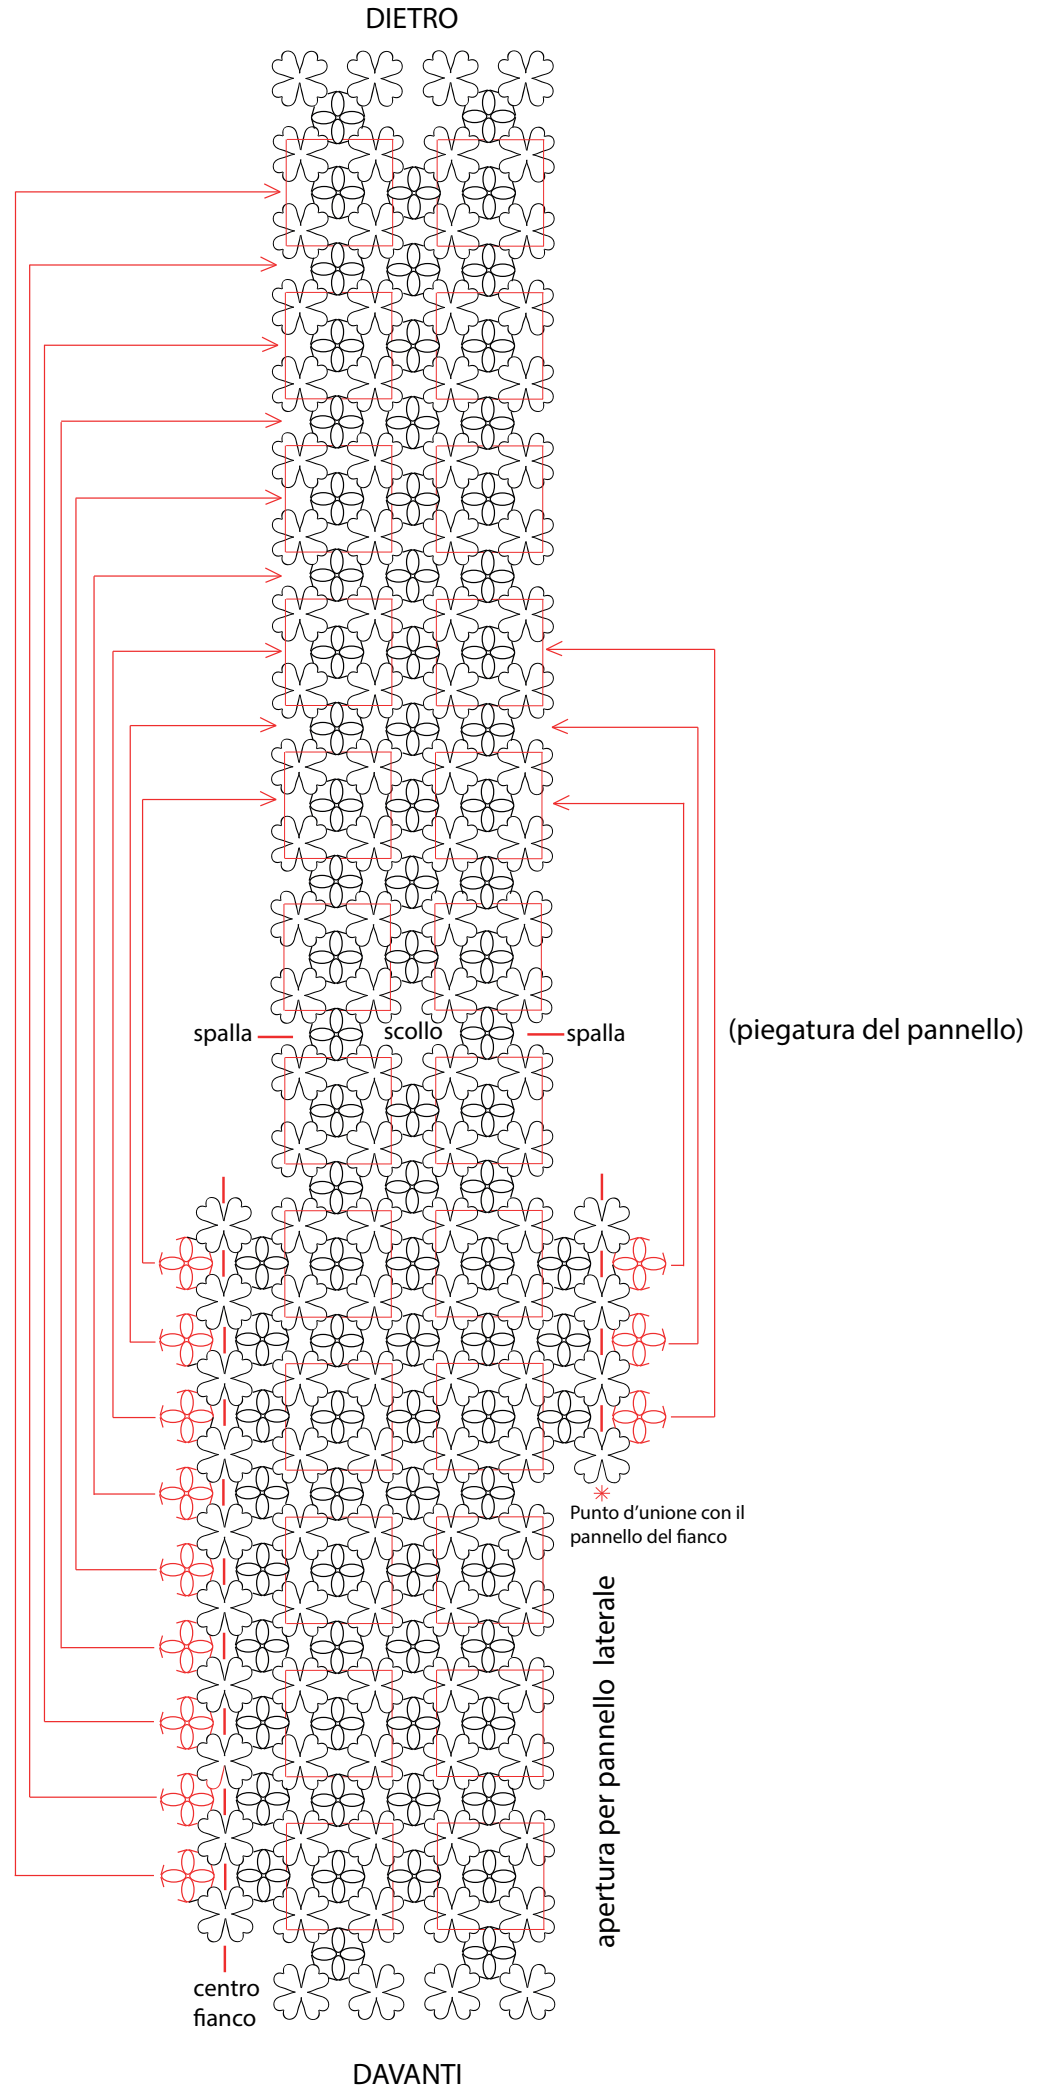 DIETRO
spalla
scollo
spalla
(piegatura del pannello)
Punto d’unione con il
pannello del fianco
apertura per pannello laterale
centro
fianco
DAVANTI